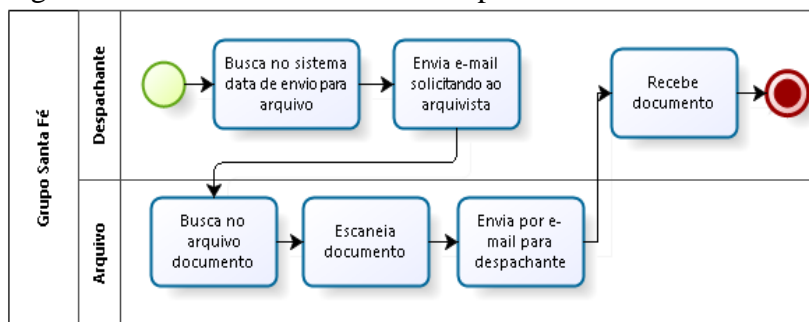 Grupo Santa Fé
Despachante
Busca no sistema
data de envio para
arquivo
Envia e-mail
solicitando ao
arquivista
Recebe
documento
Arquivo
Busca no
arquivo
documento
Escaneia
documento
Envia por e-
mail para
despachante